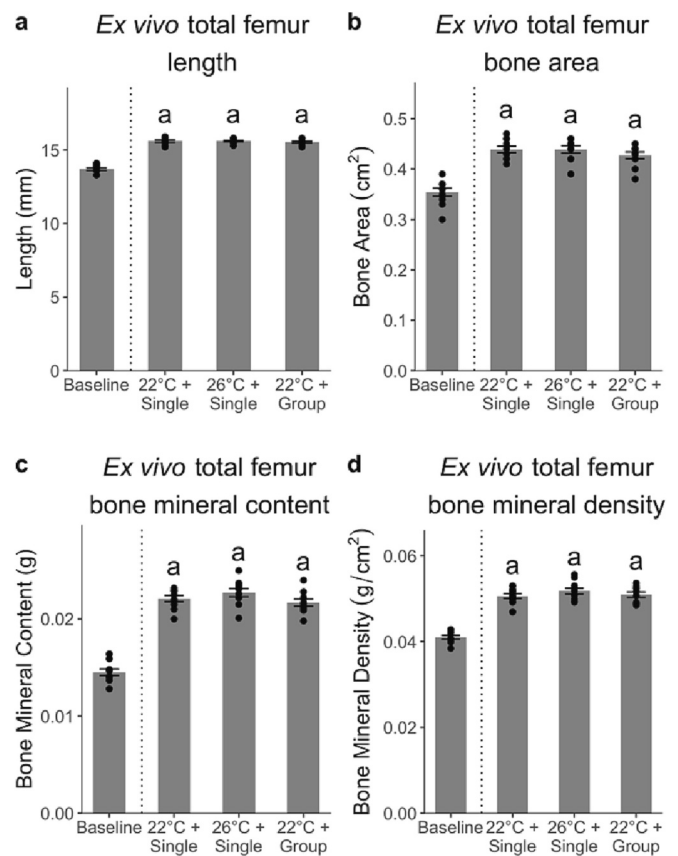 a
Ex vivo total femur
length
a
a
a
Length (mm)
15
10
5
0
Baseline
22°C +
Single
26°C +
Single
22°C +
Group
b
Ex vivo total femur
bone area
a
a
a
Bone Area (cm²)
0.5
0.4
0.3
0.2
0.1
0.0
Baseline
22°C +
Single
26°C +
Single
22°C +
Group
c
Ex vivo total femur
bone mineral content
a
a
a
Bone Mineral Content (g)
0.02
0.01
0.00
Baseline
22°C +
Single
26°C +
Single
22°C +
Group
d
Ex vivo total femur
bone mineral density
a
a
a
Bone Mineral Density (g/cm²)
0.06
0.04
0.02
0.00
Baseline
22°C +
Single
26°C +
Single
22°C +
Group